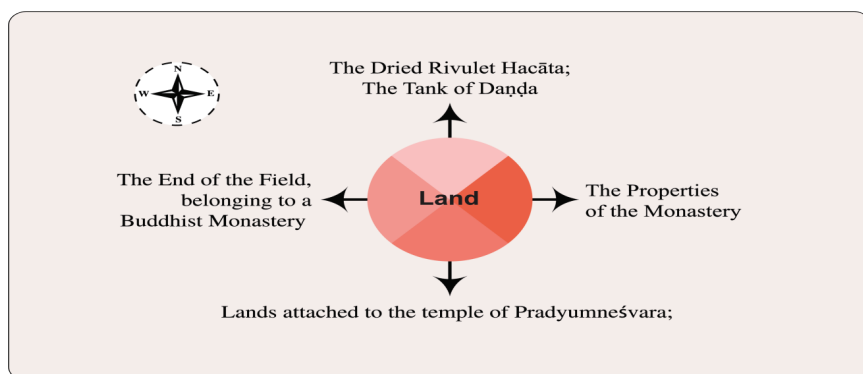 N
W E
S
The Dried Rivulet Hacāta;
The Tank of Daṇḍa
The End of the Field,
belonging to a
Buddhist Monastery
Land
The Properties
of the Monastery
Lands attached to the temple of Pradyumneśvara;